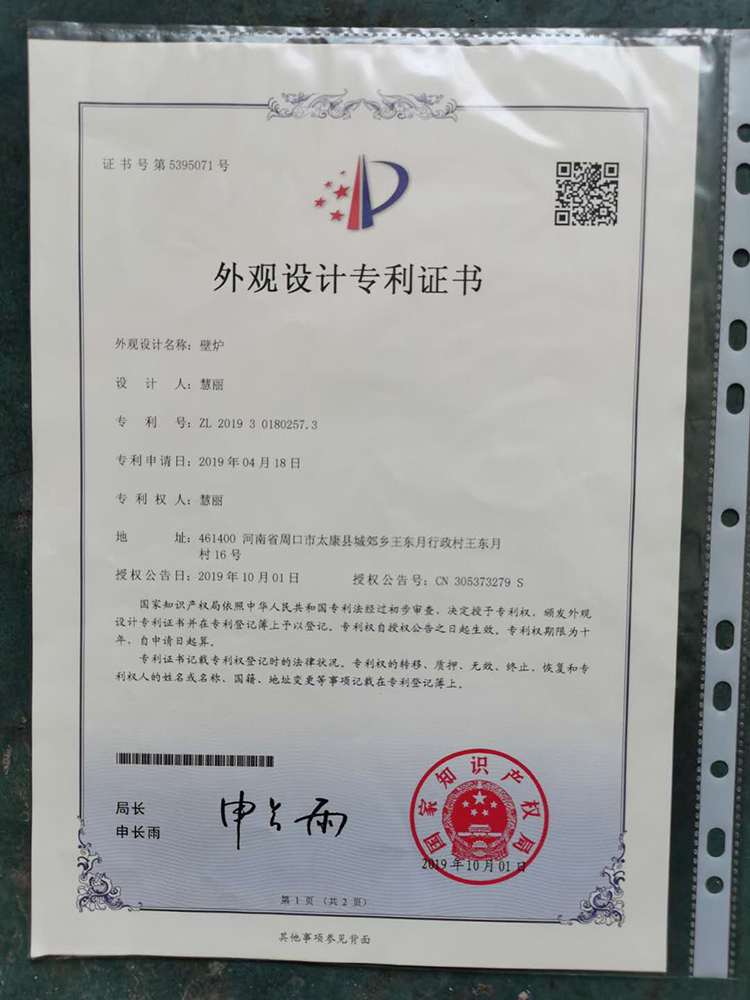 证书号第5395071号
外观设计专利证书
外观设计名称：壁炉
设 计 人：慧丽
专 利 号：ZL 2019 3 0180257.3
专利申请日：2019年04月18日
专 利 权 人：慧丽
地 址：461400 河南省周口市太康县城郊乡王东月行政村王东月
村16号
授权公告日：2019年10月01日 授权公告号：CN 305373279 S
国家知识产权局依照中华人民共和国专利法经过初步审查，决定授予专利权，颁发外观
设计专利证书并在专利登记簿上予以登记。专利权自授权公告之日起生效。专利权期限为十
年，自申请日起算。
专利证书记载专利权登记时的法律状况。专利权的转移、质押、无效、终止、恢复和专
利权人的姓名或名称、国籍、地址变更等事项记载在专利登记簿上。
局长
申长雨
申长雨
国家知识产权局
2019年10月01日
第1页（共2页）
其他事项参见背面